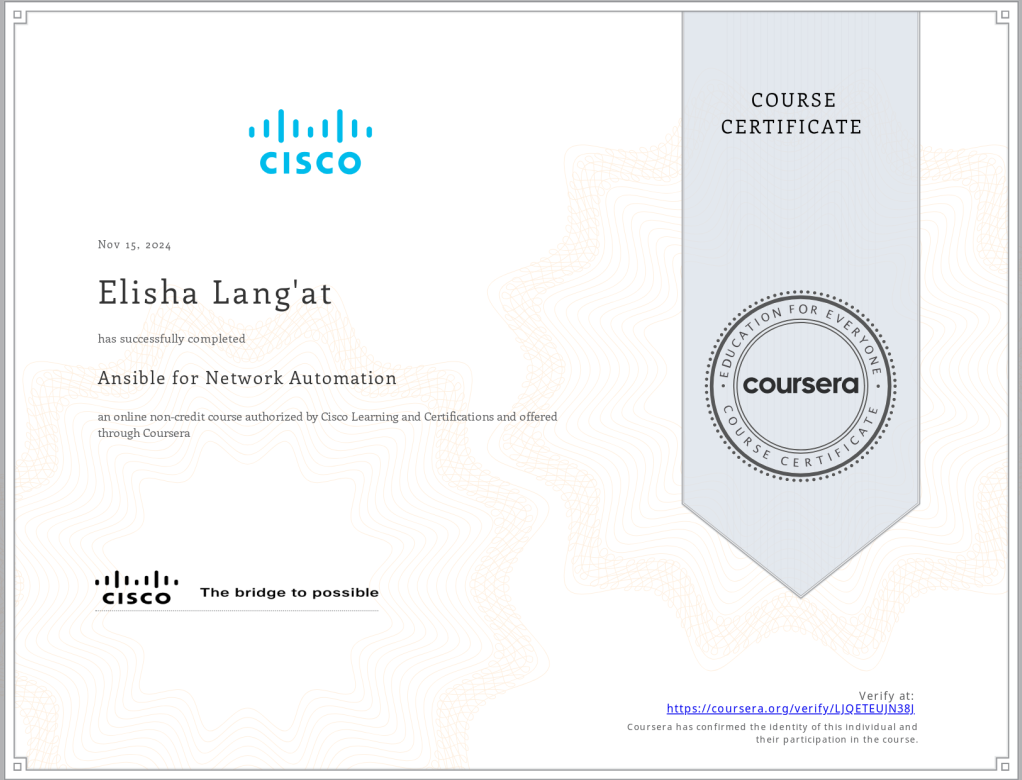 COURSE
CERTIFICATE
CISCO
Nov 15, 2024
Elisha Lang'at
has successfully completed
Ansible for Network Automation
an online non-credit course authorized by Cisco Learning and Certifications and offered
through Coursera
EDUCATION FOR EVERYONE
coursera
COURSE CERTIFICATE
CISCO The bridge to possible
Verify at:
https://coursera.org/verify/LJQETEUJN38J
Coursera has confirmed the identity of this individual and
their participation in the course.